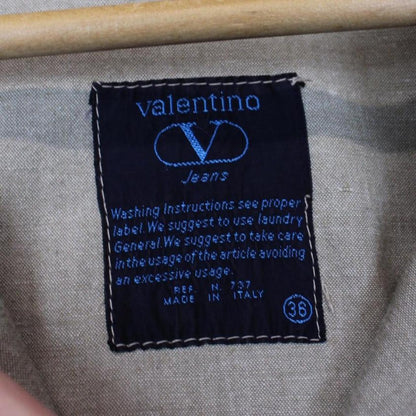 valentino
V
Jeans
Washing Instructions see proper
label. We suggest to use laundry
General. We suggest to take care
in the usage of the article avoiding
an excessive usage.
REF. N. 737
MADE IN ITALY
36